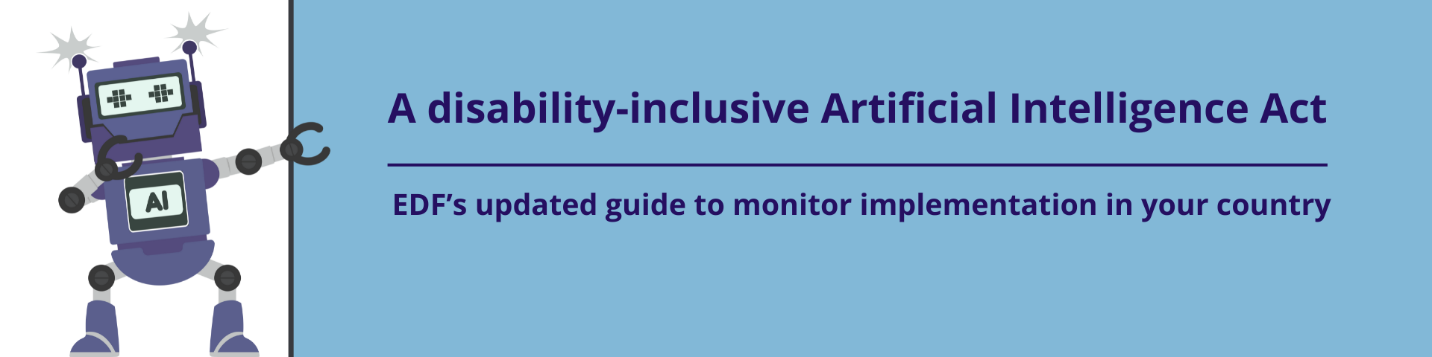 AI
A disability-inclusive Artificial Intelligence Act
EDF’s updated guide to monitor implementation in your country